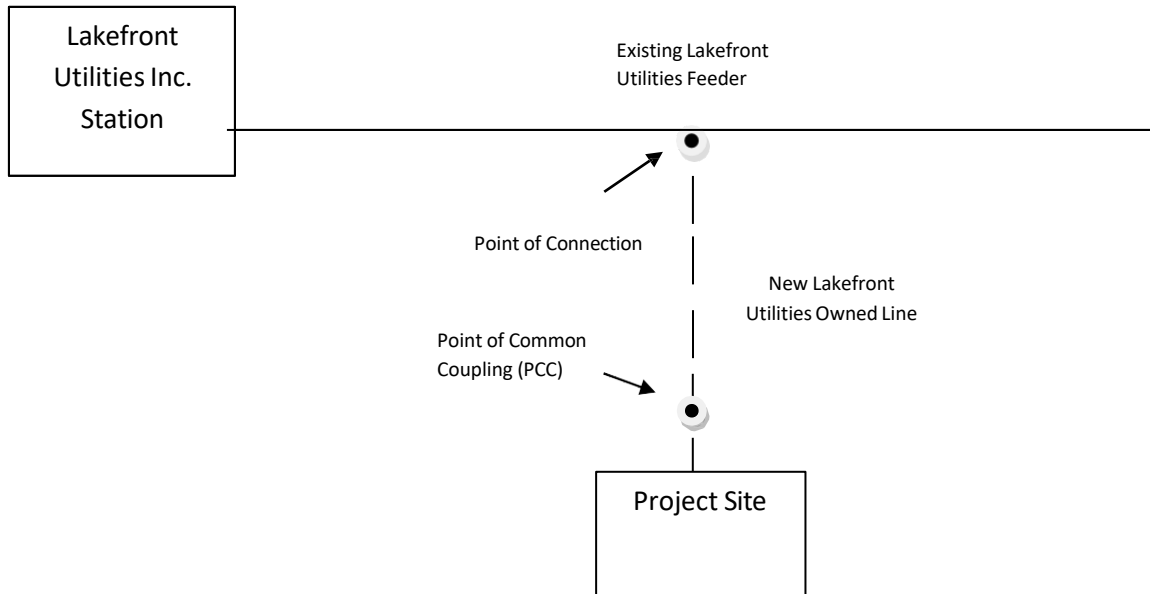 Lakefront
Utilities Inc.
Station
Existing Lakefront
Utilities Feeder
Point of Connection
New Lakefront
Utilities Owned Line
Point of Common
Coupling (PCC)
Project Site